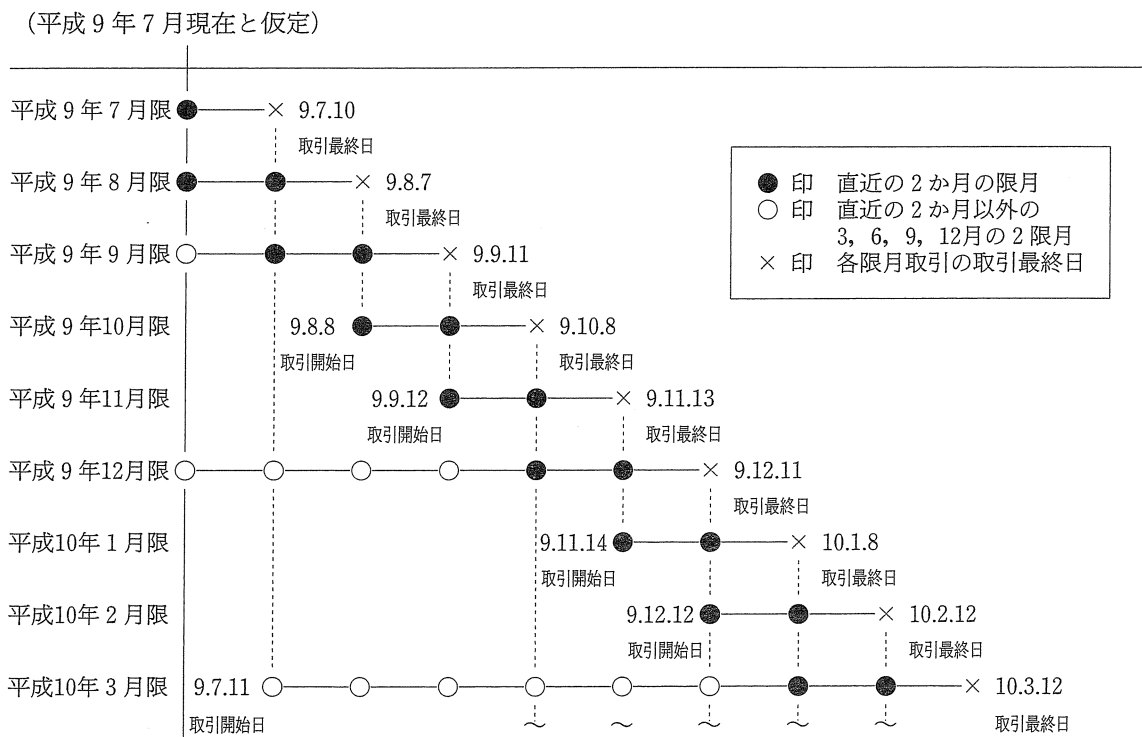 (平成9年7月現在と仮定)
平成9年7月限 ●  × 9.7.10
取引最終日
平成9年8月限 ● ● × 9.8.7
取引最終日
平成9年9月限 ○ ● ● × 9.9.11
取引最終日
平成9年10月限 9.8.8 ● ● × 9.10.8
取引開始日 取引最終日
平成9年11月限 9.9.12 ● ● × 9.11.13
取引開始日 取引最終日
平成9年12月限 ○ ○ ○ ○ ● ● × 9.12.11
取引最終日
平成10年1月限 9.11.14 ● ● × 10.1.8
取引開始日 取引最終日
平成10年2月限 9.12.12 ● ● × 10.2.12
取引開始日 取引最終日
平成10年3月限 9.7.11 ○ ○ ○ ○ ○ ○ ● ● × 10.3.12
取引開始日 ~ ~ ~ ~ ~ 取引最終日
● 印 直近の2か月の限月
○ 印 直近の2か月以外の
3, 6, 9, 12月の2限月
× 印 各限月取引の取引最終日